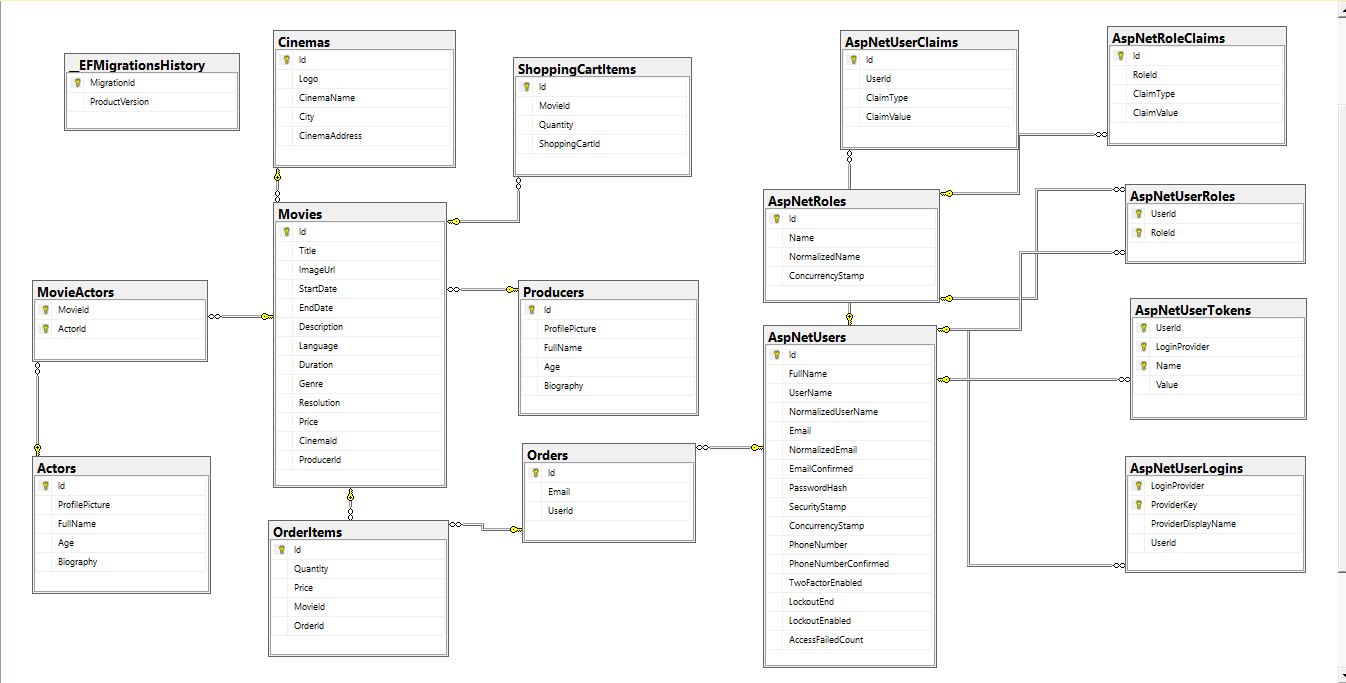 __EFMigrationsHistory
MigrationId
ProductVersion
Cinemas
Id
Logo
CinemaName
City
CinemaAddress
ShoppingCartItems
Id
MovieId
Quantity
ShoppingCartId
AspNetUserClaims
Id
UserId
ClaimType
ClaimValue
AspNetRoleClaims
Id
RoleId
ClaimType
ClaimValue
Movies
Id
Title
ImageUrl
StartDate
EndDate
Description
Language
Duration
Genre
Resolution
Price
CinemaId
ProducerId
AspNetRoles
Id
Name
NormalizedName
ConcurrencyStamp
AspNetUserRoles
UserId
RoleId
MovieActors
MovieId
ActorId
Producers
Id
ProfilePicture
FullName
Age
Biography
AspNetUsers
Id
FullName
UserName
NormalizedUserName
Email
NormalizedEmail
EmailConfirmed
PasswordHash
SecurityStamp
ConcurrencyStamp
PhoneNumber
PhoneNumberConfirmed
TwoFactorEnabled
LockoutEnd
LockoutEnabled
AccessFailedCount
AspNetUserTokens
UserId
LoginProvider
Name
Value
Actors
Id
ProfilePicture
FullName
Age
Biography
Orders
Id
Email
UserId
AspNetUserLogins
LoginProvider
ProviderKey
ProviderDisplayName
UserId
OrderItems
Id
Quantity
Price
MovieId
OrderId